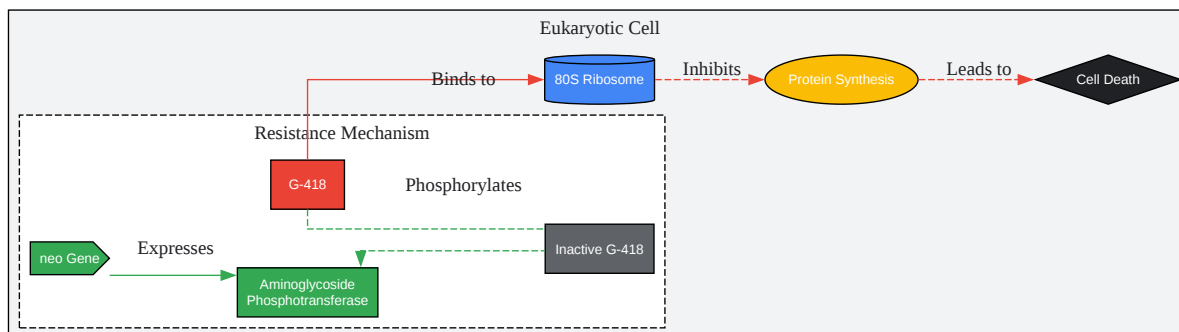 Eukaryotic Cell
Binds to
80S Ribosome
Inhibits
Protein Synthesis
Leads to
Cell Death
Resistance Mechanism
G-418
Phosphorylates
neo Gene
Expresses
Inactive G-418
Aminoglycoside
Phosphotransferase